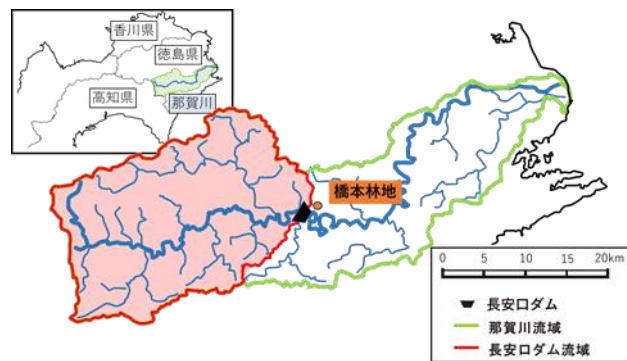 香川県
徳島県
高知県
那賀川
橋本林地
0 5 10 15 20km
長安口ダム
那賀川流域
長安口ダム流域